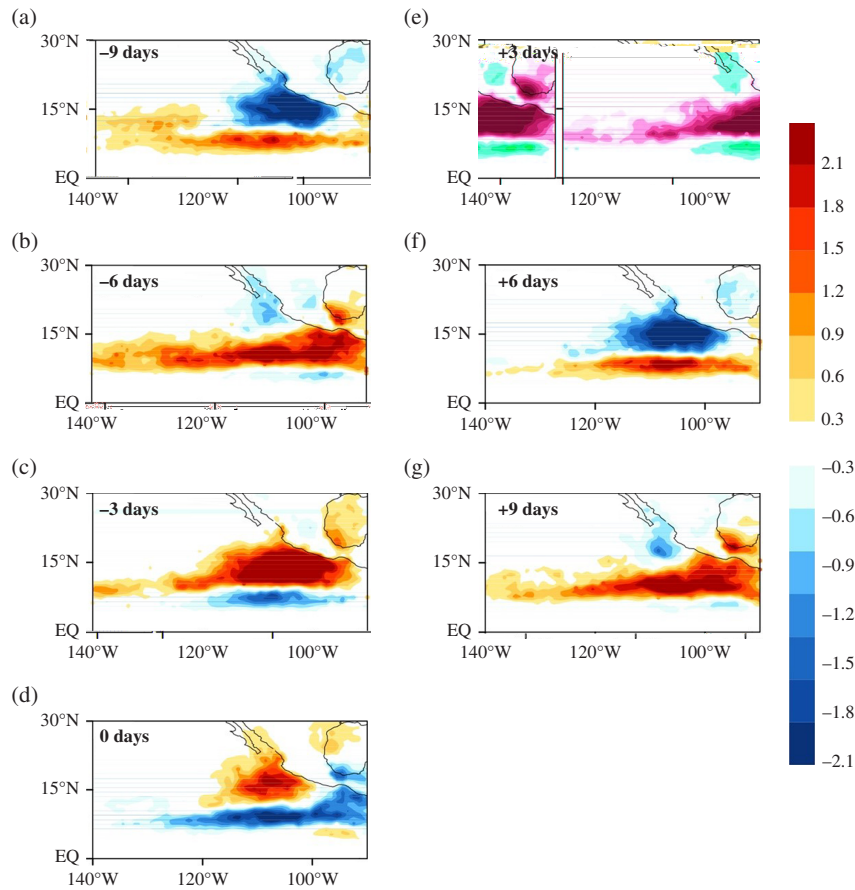 (a)
30°N
–9 days
15°N
EQ
140°W 120°W 100°W
(b)
30°N
–6 days
15°N
EQ
140°W 120°W 100°W
(c)
30°N
–3 days
15°N
EQ
140°W 120°W 100°W
(d)
30°N
0 days
15°N
EQ
140°W 120°W 100°W
(e)
30°N
+3 days
15°N
EQ
140°W 120°W 100°W
(f)
30°N
+6 days
15°N
EQ
140°W 120°W 100°W
(g)
30°N
+9 days
15°N
EQ
140°W 120°W 100°W
2.1
1.8
1.5
1.2
0.9
0.6
0.3
–0.3
–0.6
–0.9
–1.2
–1.5
–1.8
–2.1